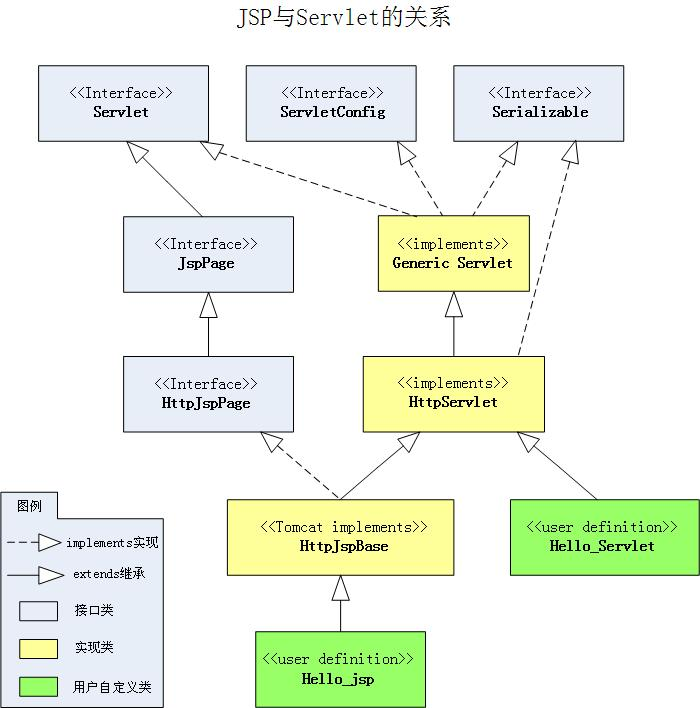 JSP与Servlet的关系
<<Interface>>
Servlet
<<Interface>>
ServletConfig
<<Interface>>
Serializable
<<Interface>>
JspPage
<<implements>>
Generic Servlet
<<Interface>>
HttpJspPage
<<implements>>
HttpServlet
<<Tomcat implements>>
HttpJspBase
<<user definition>>
Hello_Servlet
<<user definition>>
Hello_jsp
图例
implements实现
extends继承
接口类
实现类
用户自定义类